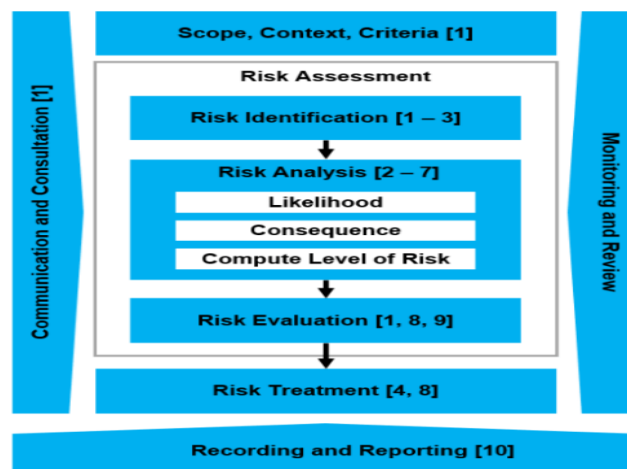 Scope, Context, Criteria [1]
Communication and Consultation [1]
Risk Assessment
Risk Identification [1 – 3]
Risk Analysis [2 – 7]
Likelihood
Consequence
Compute Level of Risk
Risk Evaluation [1, 8, 9]
Monitoring and Review
Risk Treatment [4, 8]
Recording and Reporting [10]